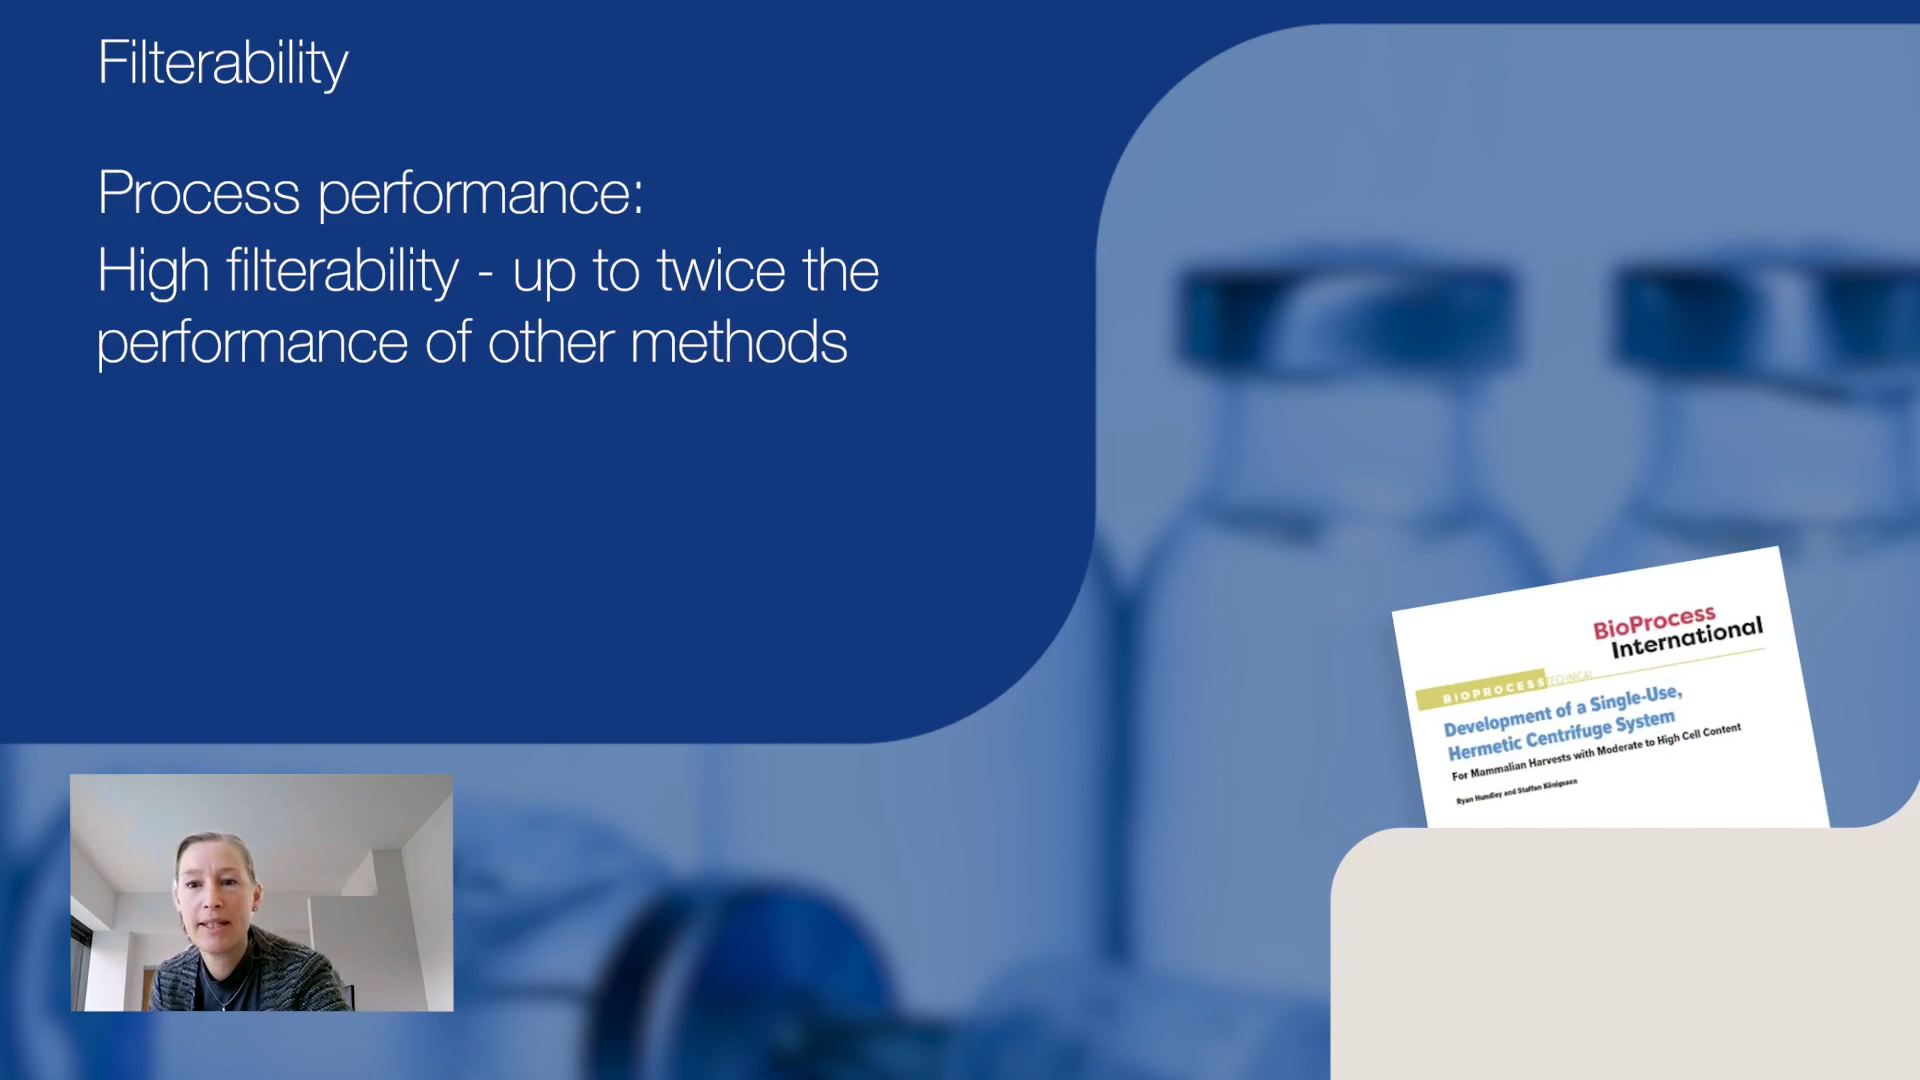 Filterability
Process performance:
High filterability - up to twice the
performance of other methods
BioProcess
International
BIOPROCESS TECHNICAL
Development of a Single-Use,
Hermetic Centrifuge System
For Mammalian Harvests with Moderate to High Cell Content
Ryan Hundley and Staffan Königsson